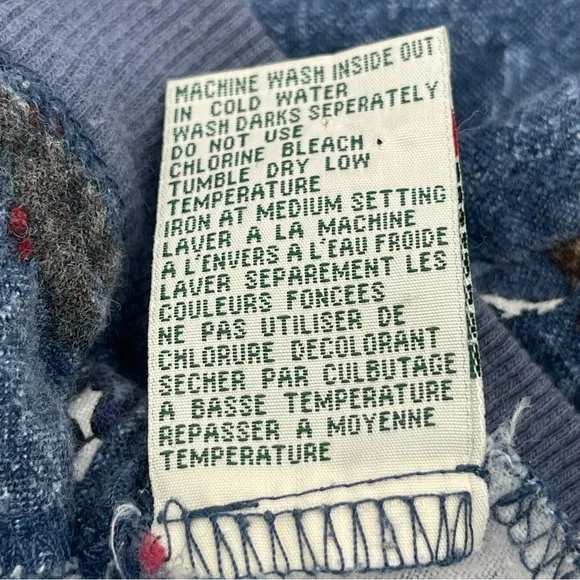 MACHINE WASH INSIDE OUT
IN COLD WATER
WASH DARKS SEPERATELY
DO NOT USE
CHLORINE BLEACH
TUMBLE DRY LOW
TEMPERATURE
IRON AT MEDIUM SETTING
LAVER A LA MACHINE
A L'ENVERS A L'EAU FROIDE
LAVER SEPAREMENT LES
COULEURS FONCEES
NE PAS UTILISER DE
CHLORURE DECOLORANT
SECHER PAR CULBUTAGE
A BASSE TEMPERATURE
REPASSER A MOYENNE
TEMPERATURE